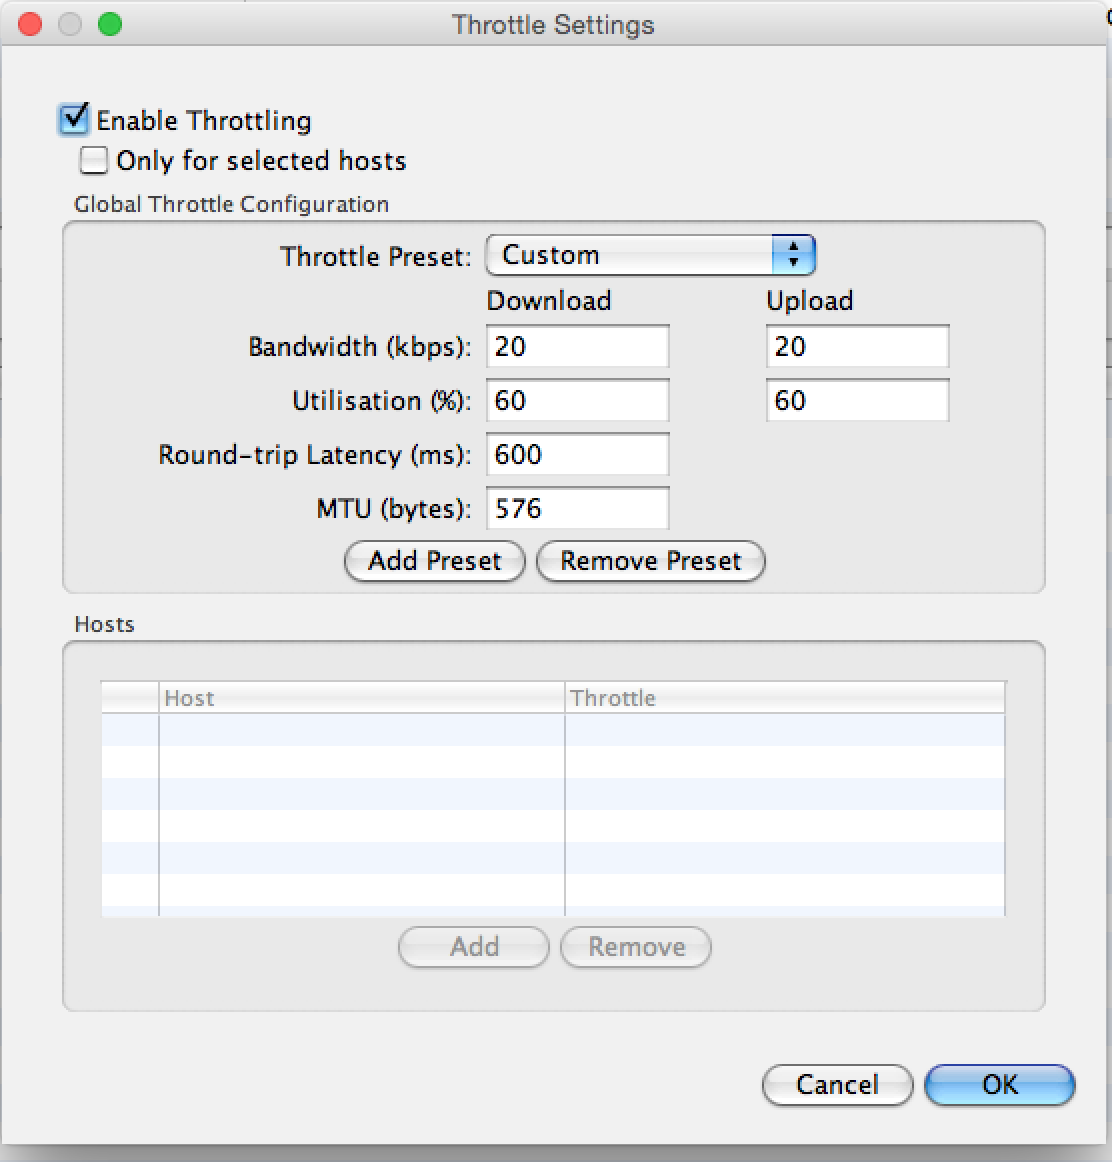 Throttle Settings
Enable Throttling
Only for selected hosts
Global Throttle Configuration
Throttle Preset: Custom
Download Upload
Bandwidth (kbps): 20 20
Utilisation (%): 60 60
Round-trip Latency (ms): 600
MTU (bytes): 576
Add Preset Remove Preset
Hosts
Host Throttle
Add Remove
Cancel OK